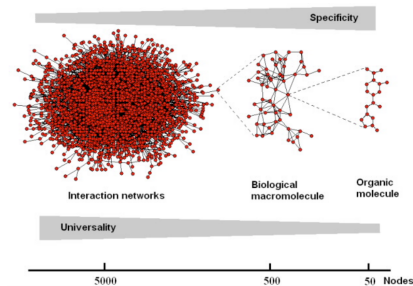 Specificity
Interaction networks
Biological
macromolecule
Organic
molecule
Universality
5000
500
50
Nodes